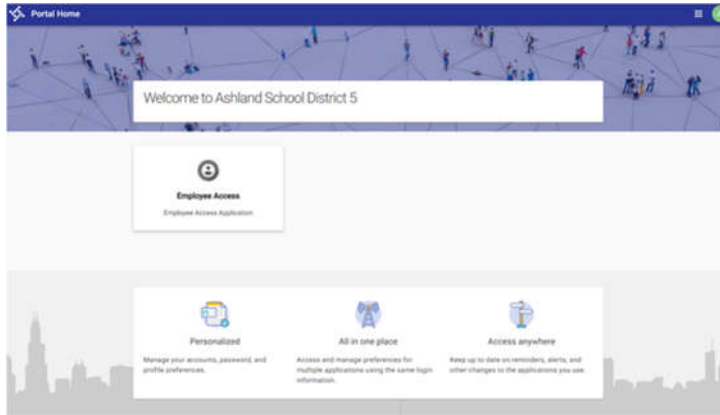 Portal Home
Welcome to Ashland School District 5
Employee Access
Employee Access Application
Personalized
Manage your accounts, password, and
profile preferences.
All in one place
Access and manage preferences for
multiple applications using the same login
information.
Access anywhere
Keep up to date on reminders, alerts, and
other changes to the applications you use.